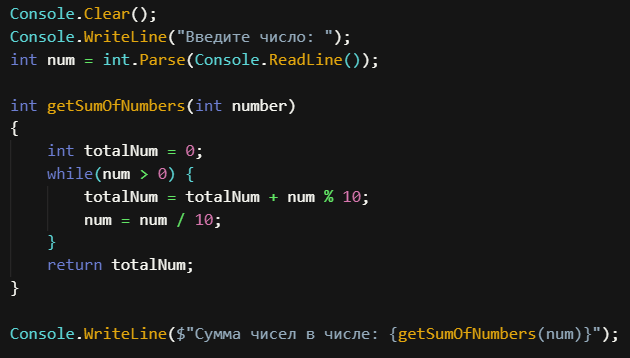 Console.Clear();
Console.WriteLine("Введите число: ");
int num = int.Parse(Console.ReadLine());

int getSumOfNumbers(int number)
{
    int totalNum = 0;
    while(num > 0) {
        totalNum = totalNum + num % 10;
        num = num / 10;
    }
    return totalNum;
}

Console.WriteLine($"Сумма чисел в числе: {getSumOfNumbers(num)}");